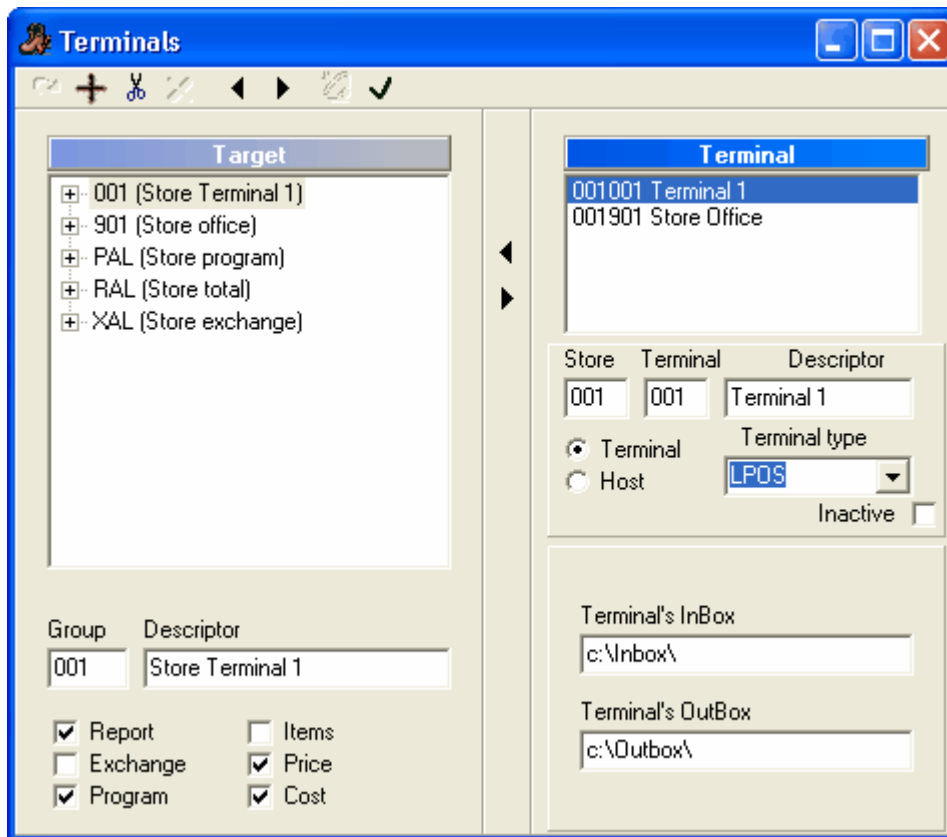 Terminals
Target
001 (Store Terminal 1)
901 (Store office)
PAL (Store program)
RAL (Store total)
XAL (Store exchange)
Group Descriptor
001 Store Terminal 1
Report Items
Exchange Price
Program Cost
Terminal
001001 Terminal 1
001901 Store Office
Store Terminal Descriptor
001 001 Terminal 1
Terminal Terminal type
Host LPOS
Inactive
Terminal's InBox
c:\Inbox\
Terminal's OutBox
c:\Outbox\